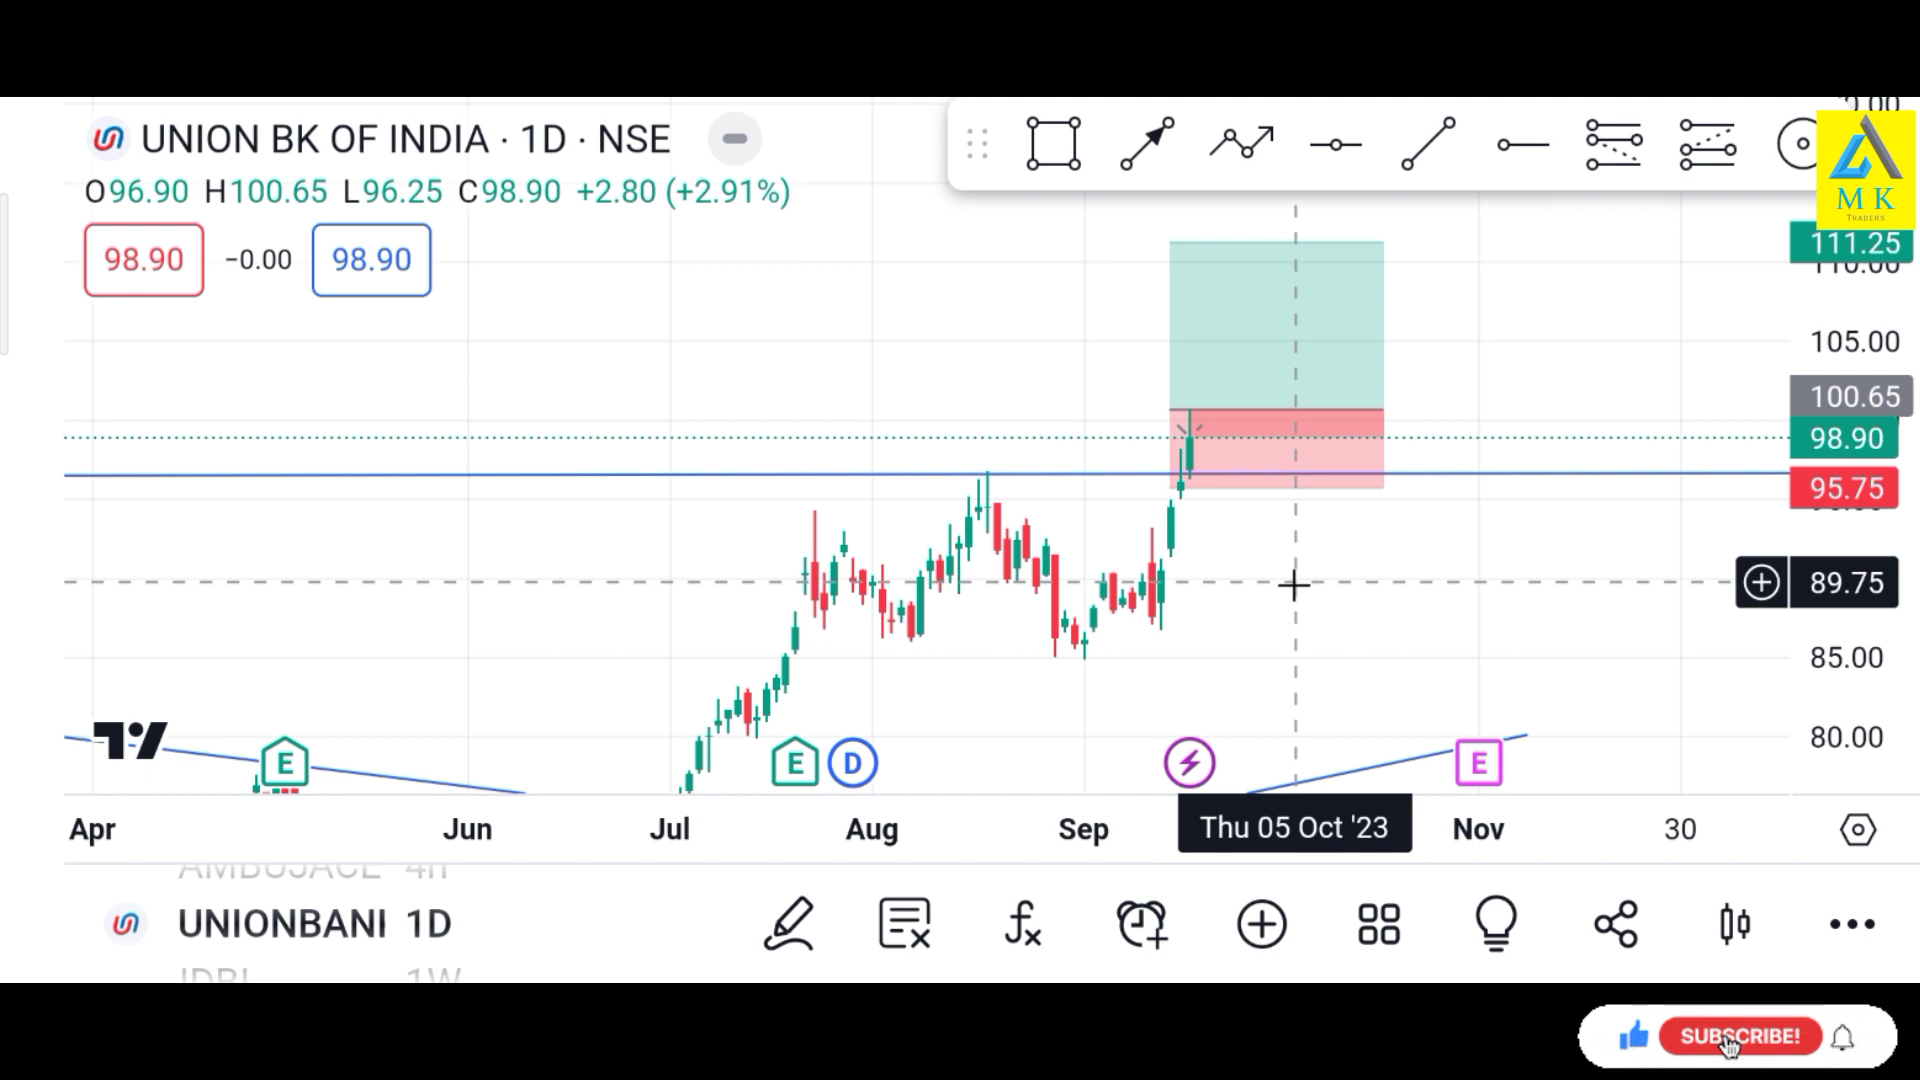 UNION BK OF INDIA · 1D · NSE
O96.90 H100.65 L96.25 C98.90 +2.80 (+2.91%)
98.90 −0.00 98.90
M K
TRADERS
111.25
110.00
105.00
100.65
98.90
95.75
89.75
85.00
80.00
E E D E
Apr Jun Jul Aug Sep Thu 05 Oct '23 Nov 30
AMBUJACE 4h
UNIONBANI 1D
IDBI 1W
SUBSCRIBE!